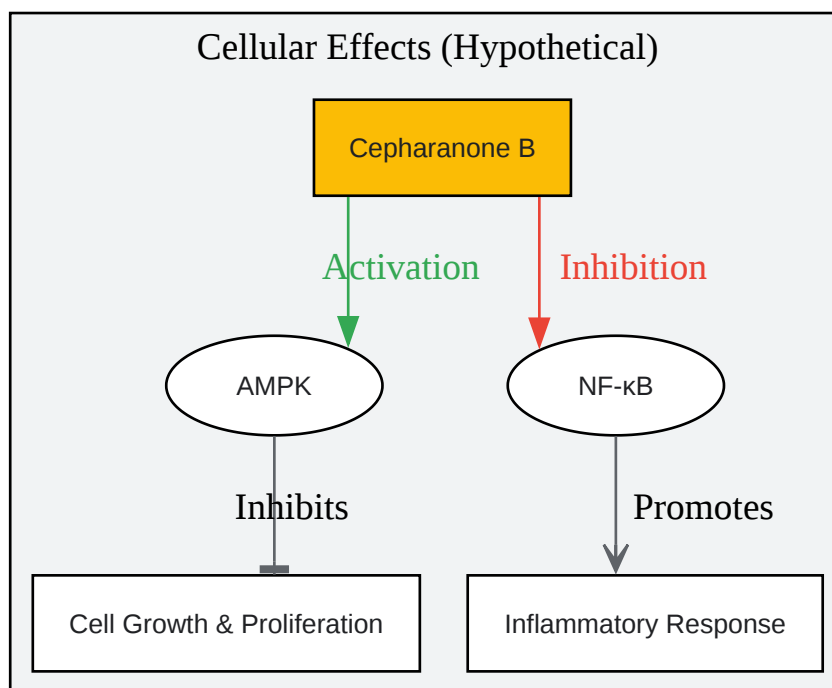 Cellular Effects (Hypothetical)
Cepharanone B
Activation
Inhibition
AMPK
NF-κB
Inhibits
Promotes
Cell Growth & Proliferation
Inflammatory Response